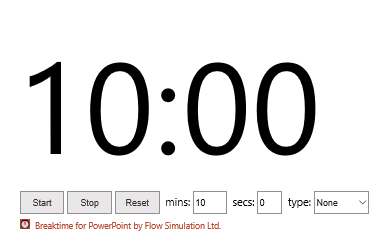 10:00
Start Stop Reset mins: 10 secs: 0 type: None
Breaktime for PowerPoint by Flow Simulation Ltd.